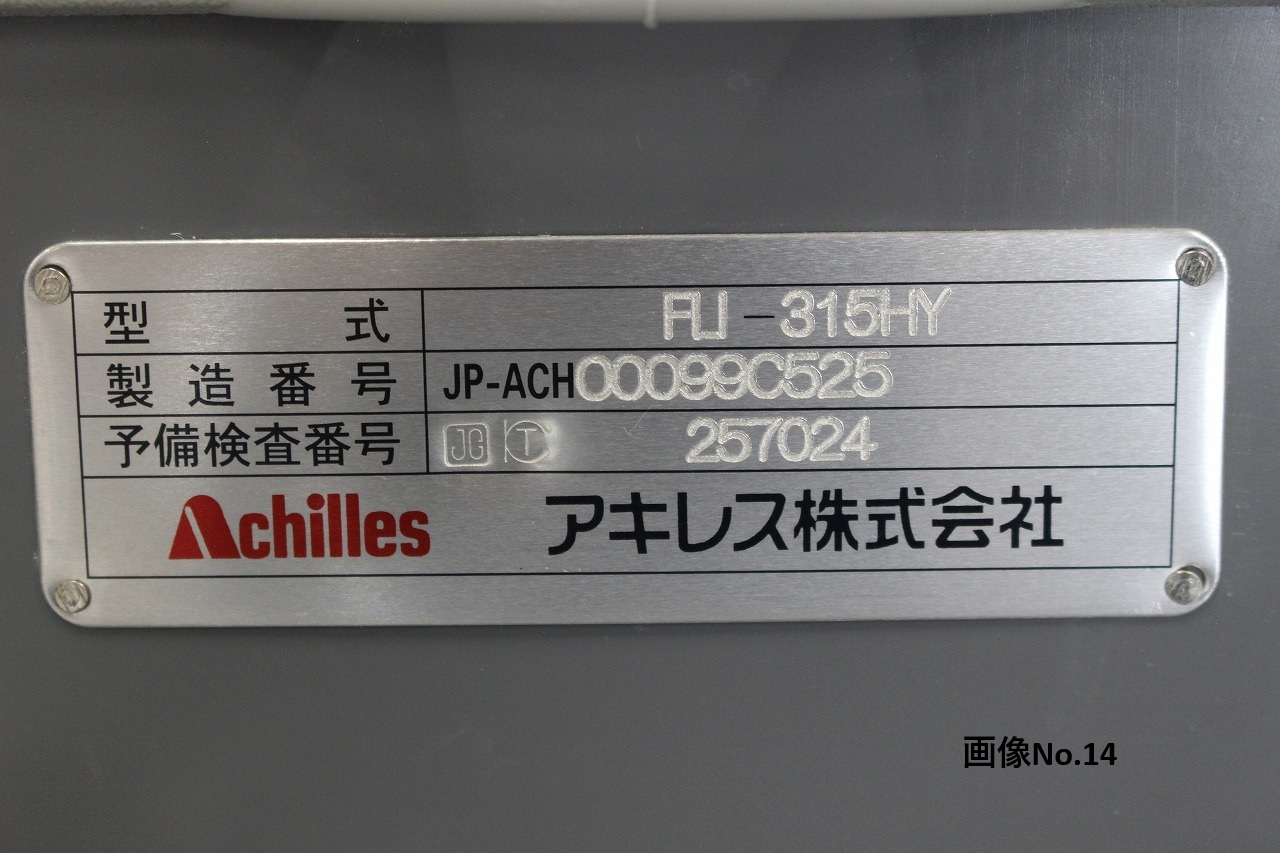 型式 FLI-315HY
製造番号 JP-ACH00099C525
予備検査番号 JG T 257024
Achilles アキレス株式会社
画像No.14